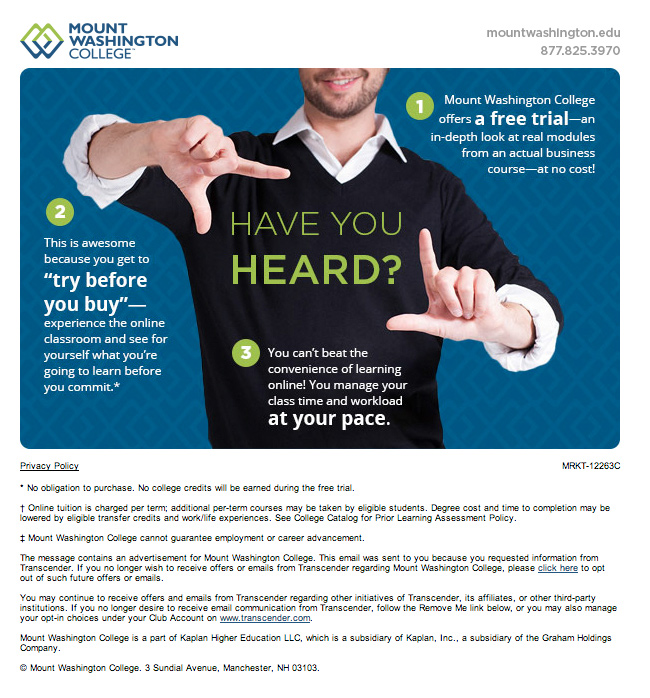 MOUNT
WASHINGTON
COLLEGE™
mountwashington.edu
877.825.3970
1
Mount Washington College
offers a free trial—an
in-depth look at real modules
from an actual business
course—at no cost!
2
This is awesome
because you get to
“try before
you buy”—
experience the online
classroom and see for
yourself what you’re
going to learn before
you commit.*
HAVE YOU
HEARD?
3
You can’t beat the
convenience of learning
online! You manage your
class time and workload
at your pace.
Privacy Policy
MRKT-12263C
* No obligation to purchase. No college credits will be earned during the free trial.
† Online tuition is charged per term; additional per-term courses may be taken by eligible students. Degree cost and time to completion may be
lowered by eligible transfer credits and work/life experiences. See College Catalog for Prior Learning Assessment Policy.
‡ Mount Washington College cannot guarantee employment or career advancement.
The message contains an advertisement for Mount Washington College. This email was sent to you because you requested information from
Transcender. If you no longer wish to receive offers or emails from Transcender regarding Mount Washington College, please click here to opt
out of such future offers or emails.
You may continue to receive offers and emails from Transcender regarding other initiatives of Transcender, its affiliates, or other third-party
institutions. If you no longer desire to receive email communication from Transcender, follow the Remove Me link below, or you may also manage
your opt-in choices under your Club Account on www.transcender.com.
Mount Washington College is a part of Kaplan Higher Education LLC, which is a subsidiary of Kaplan, Inc., a subsidiary of the Graham Holdings
Company.
© Mount Washington College. 3 Sundial Avenue, Manchester, NH 03103.